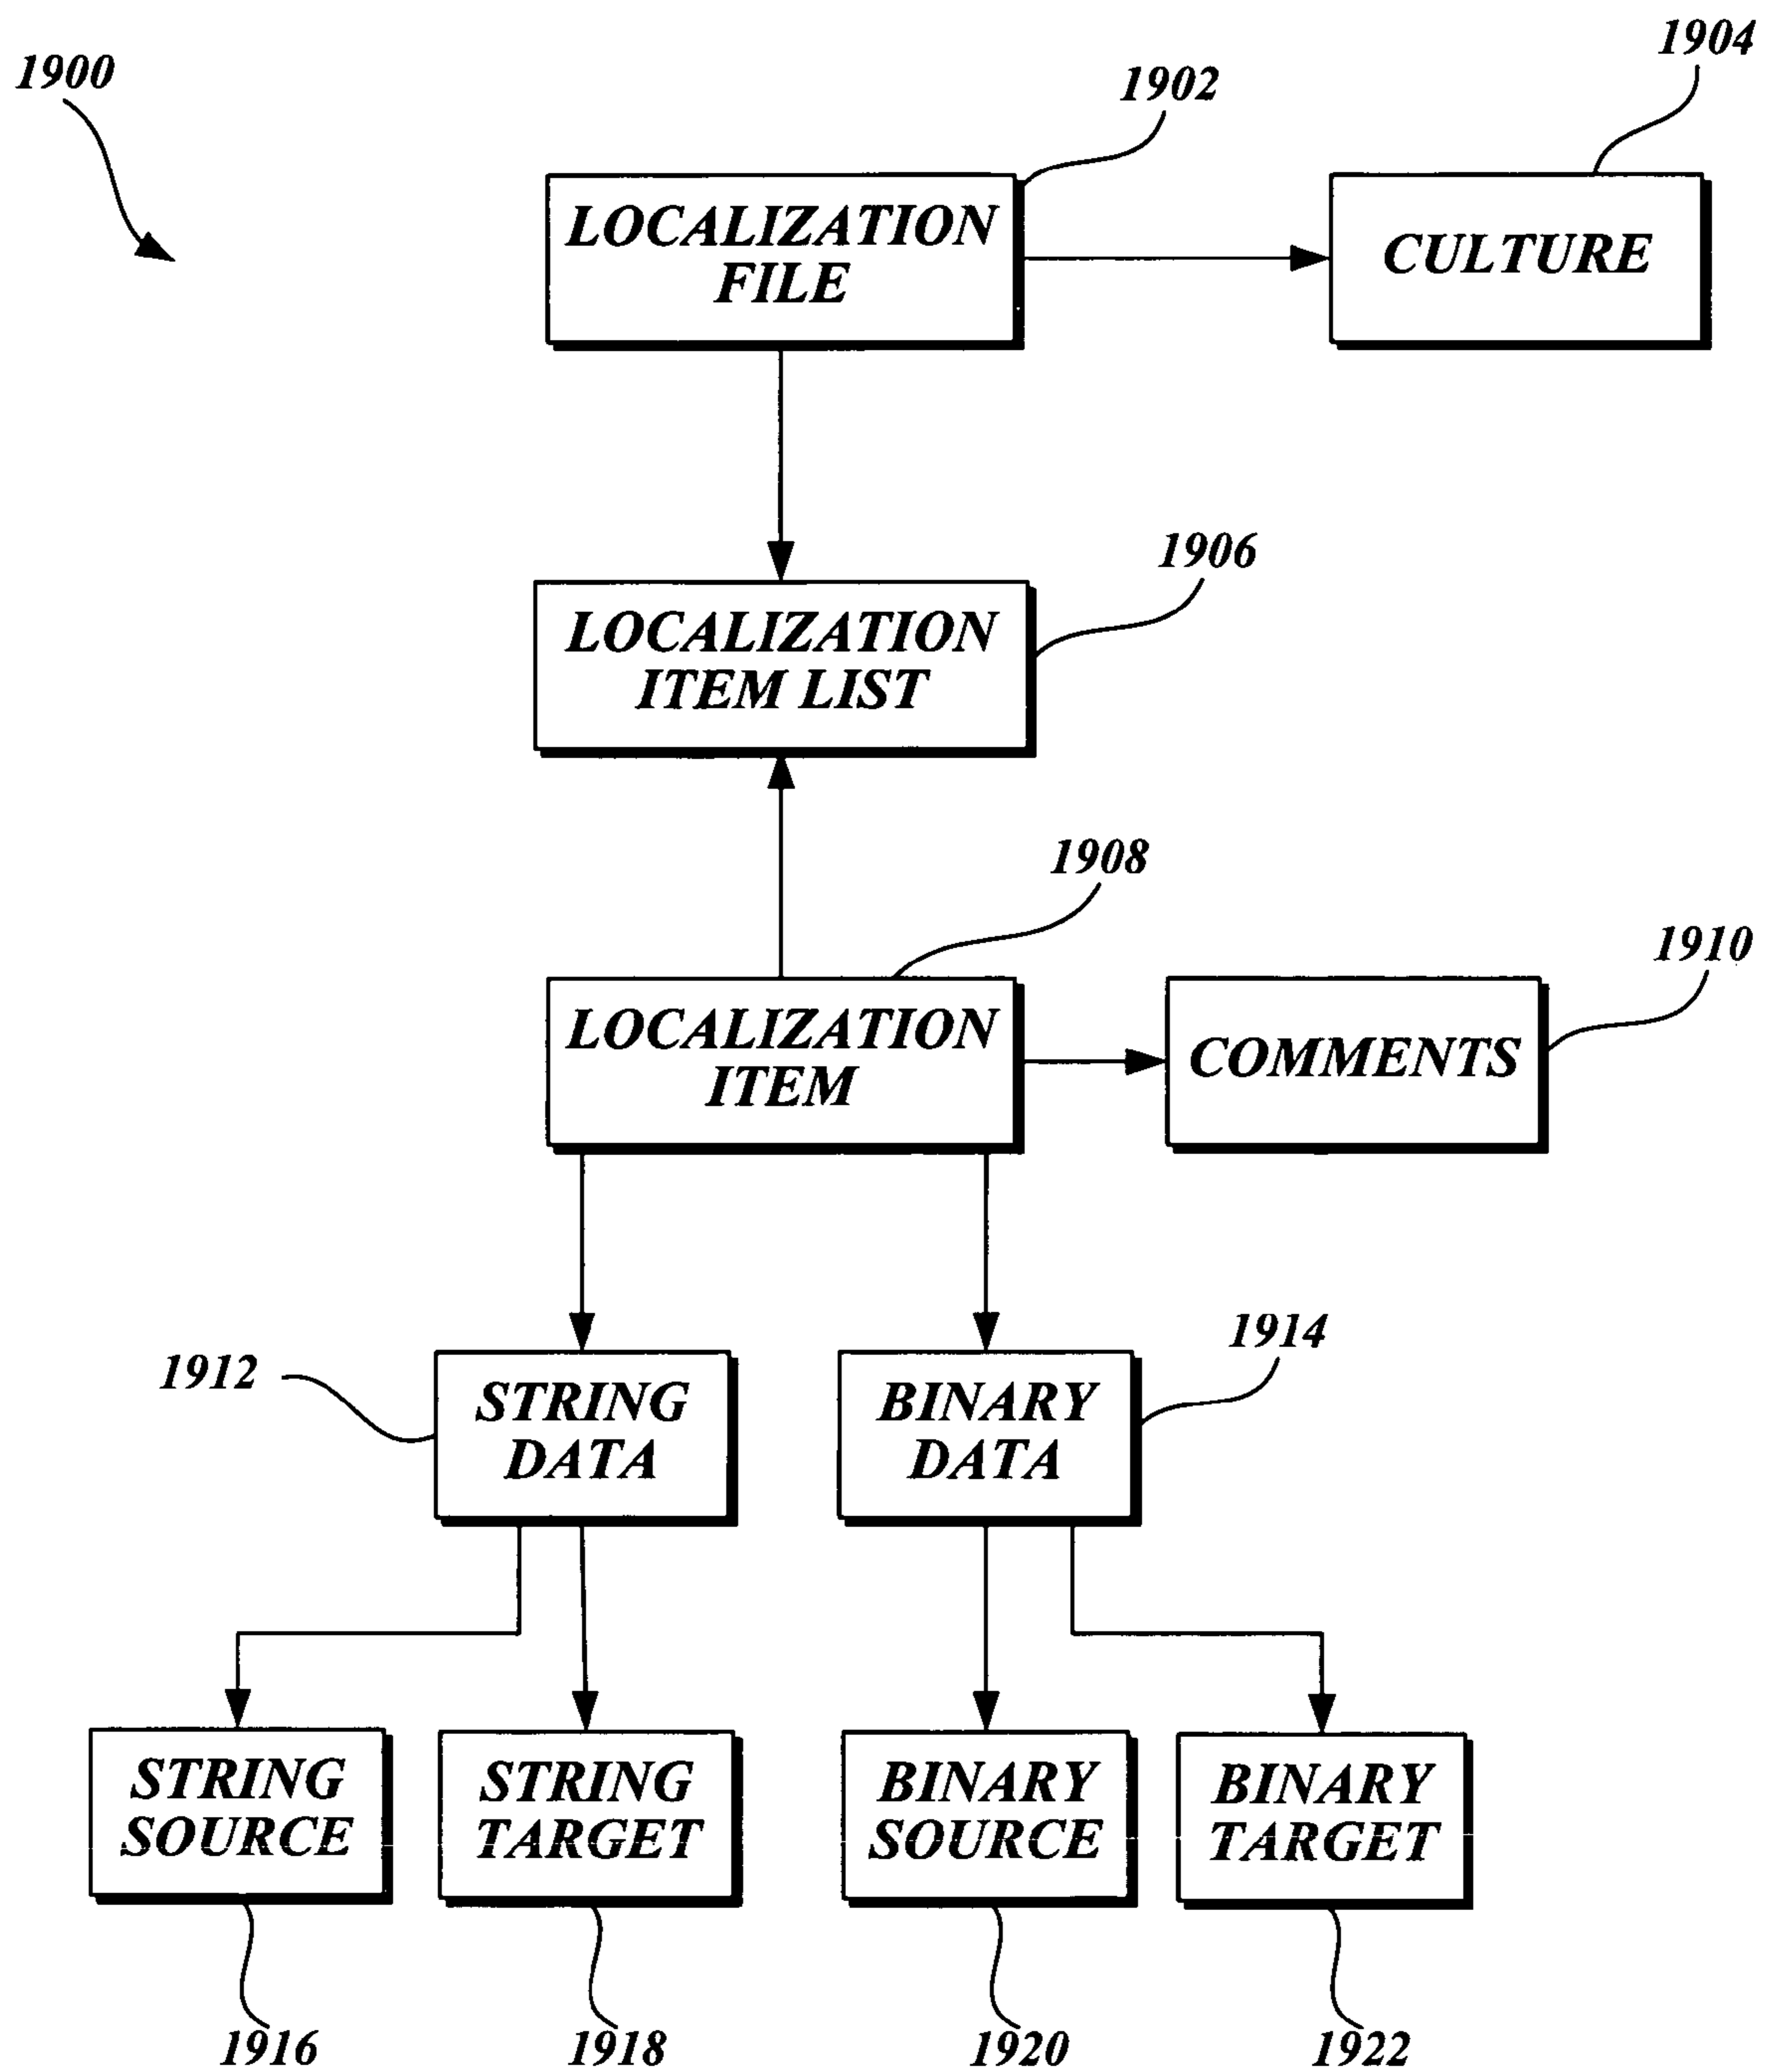 1900
1902
1904
LOCALIZATION
FILE
CULTURE
1906
LOCALIZATION
ITEM LIST
1908
1910
LOCALIZATION
ITEM
COMMENTS
1912
1914
STRING
DATA
BINARY
DATA
STRING
SOURCE
STRING
TARGET
BINARY
SOURCE
BINARY
TARGET
1916
1918
1920
1922